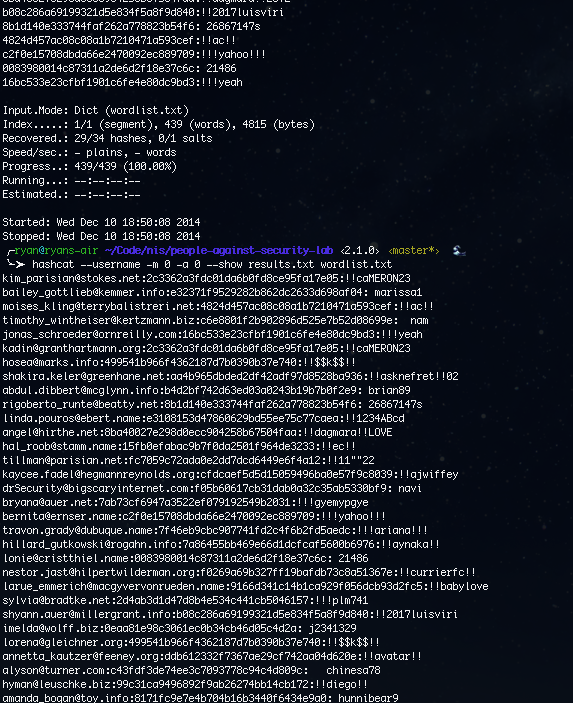 b08c286a69199321d5e834f5a8f9d840:!!2017luisviri
8b1d140e333744faf262a778823b54f6: 26867147s
4824d457ac08c08a1b7210471a593cef:!!ac!!
c2f0e15708dbda66e2470092ec889709:!!!yahoo!!!
0083980014c87311a2de6d2f18e37c6c: 21486
16bc533e23cfbf1901c6fe4e80dc9bd3:!!!yeah
Input.Mode: Dict (wordlist.txt)
Index.....: 1/1 (segment), 439 (words), 4815 (bytes)
Recovered.: 29/34 hashes, 0/1 salts
Speed/sec.: - plains, - words
Progress..: 439/439 (100.00%)
Running...: --:--:--:--
Estimated.: --:--:--:--
Started: Wed Dec 10 18:50:08 2014
Stopped: Wed Dec 10 18:50:08 2014
ryan@ryans-air ~/Code/nis/people-against-security-lab ‹2.1.0› ‹master*›
hashcat --username -m 0 -a 0 --show results.txt wordlist.txt
kim_parisian@stokes.net:2c3362a3fdc01da6b0fd8ce95fa17e05:!!caMERON23
bailey_gottlieb@kemmer.info:e32371f9529282b862dc2633d698af04: marissa1
moises_kling@terrybalistreri.net:4824d457ac08c08a1b7210471a593cef:!!ac!!
timothy_wintheiser@kertzmann.biz:c6e8801f2b902896d525e7b52d08699e:  nam
jonas_schroeder@ornreilly.com:16bc533e23cfbf1901c6fe4e80dc9bd3:!!!yeah
kadin@granthartmann.org:2c3362a3fdc01da6b0fd8ce95fa17e05:!!caMERON23
hosea@marks.info:499541b966f4362187d7b0390b37e740:!!$$k$$!!
shakira.keler@greenhane.net:aa4b965dbded2df42adf97d8528ba936:!!asknefret!!02
abdul.dibbert@mcglynn.info:b4d2bf742d63ed03a0243b19b7b0f2e9: brian89
rigoberto_runte@beatty.net:8b1d140e333744faf262a778823b54f6: 26867147s
linda.pouros@ebert.name:e3108153d47860629bd55ee75c77caea:!!1234ABcd
angel@hirthe.net:8ba40027e298d0ecc904258b67504faa:!!dagmara!!LOVE
hal_roob@stamm.name:15fb0efabac9b7f0da2501f964de3233:!!ec!!
tillman@parisian.net:fc7059c72ada0e2dd7dcd6449e6f4a12:!!11""22
kaycee.fadel@hegmannreynolds.org:cfdcaef5d5d15059496ba0e57f9c8039:!!ajwiffey
drSecurity@bigscaryinternet.com:f05b60617cb31dab0a32c35ab5330bf9: navi
bryana@auer.net:7ab73cf6947a3522ef079192549b2031:!!!gyemypgye
bernita@ernser.name:c2f0e15708dbda66e2470092ec889709:!!!yahoo!!!
travon.grady@dubuque.name:7f46eb9cbc907741fd2c4f6b2fd5aedc:!!!ariana!!!
hillard_gutkowski@rogahn.info:7a86455bb469e66d1dcfcaf5600b6976:!!aynaka!!
lonie@cristthiel.name:0083980014c87311a2de6d2f18e37c6c: 21486
nestor.jast@hilpertwilderman.org:f0269a69b327ff19bafdb73c8a51367e:!!currierfc!!
larue_emmerich@macgyvervonrueden.name:9166d341c14b1ca929f056dcb93d2fc5:!!babylove
sylvia@bradtke.net:2d4ab3d1d47d8b4e534c441cb5046157:!!!plm741
shyann.auer@millergrant.info:b08c286a69199321d5e834f5a8f9d840:!!2017luisviri
imelda@wolff.biz:0eaa81e98c3061ec0b34cb46d05c4d2a: j2341329
lorena@gleichner.org:499541b966f4362187d7b0390b37e740:!!$$k$$!!
annetta_kautzer@feeney.org:ddb612332f7367ae29cf742aa04d620e:!!avatar!!
alyson@turner.com:c43fdf3de74ee3c7093778c94c4d809c:   chinesa78
hyman@leuschke.biz:99c31ca9496892f9ab26274bb14cb172:!!diego!!
amanda_bogan@toy.info:8171fc9e7e4b704b16b3440f6434e9a0: hunnibear9